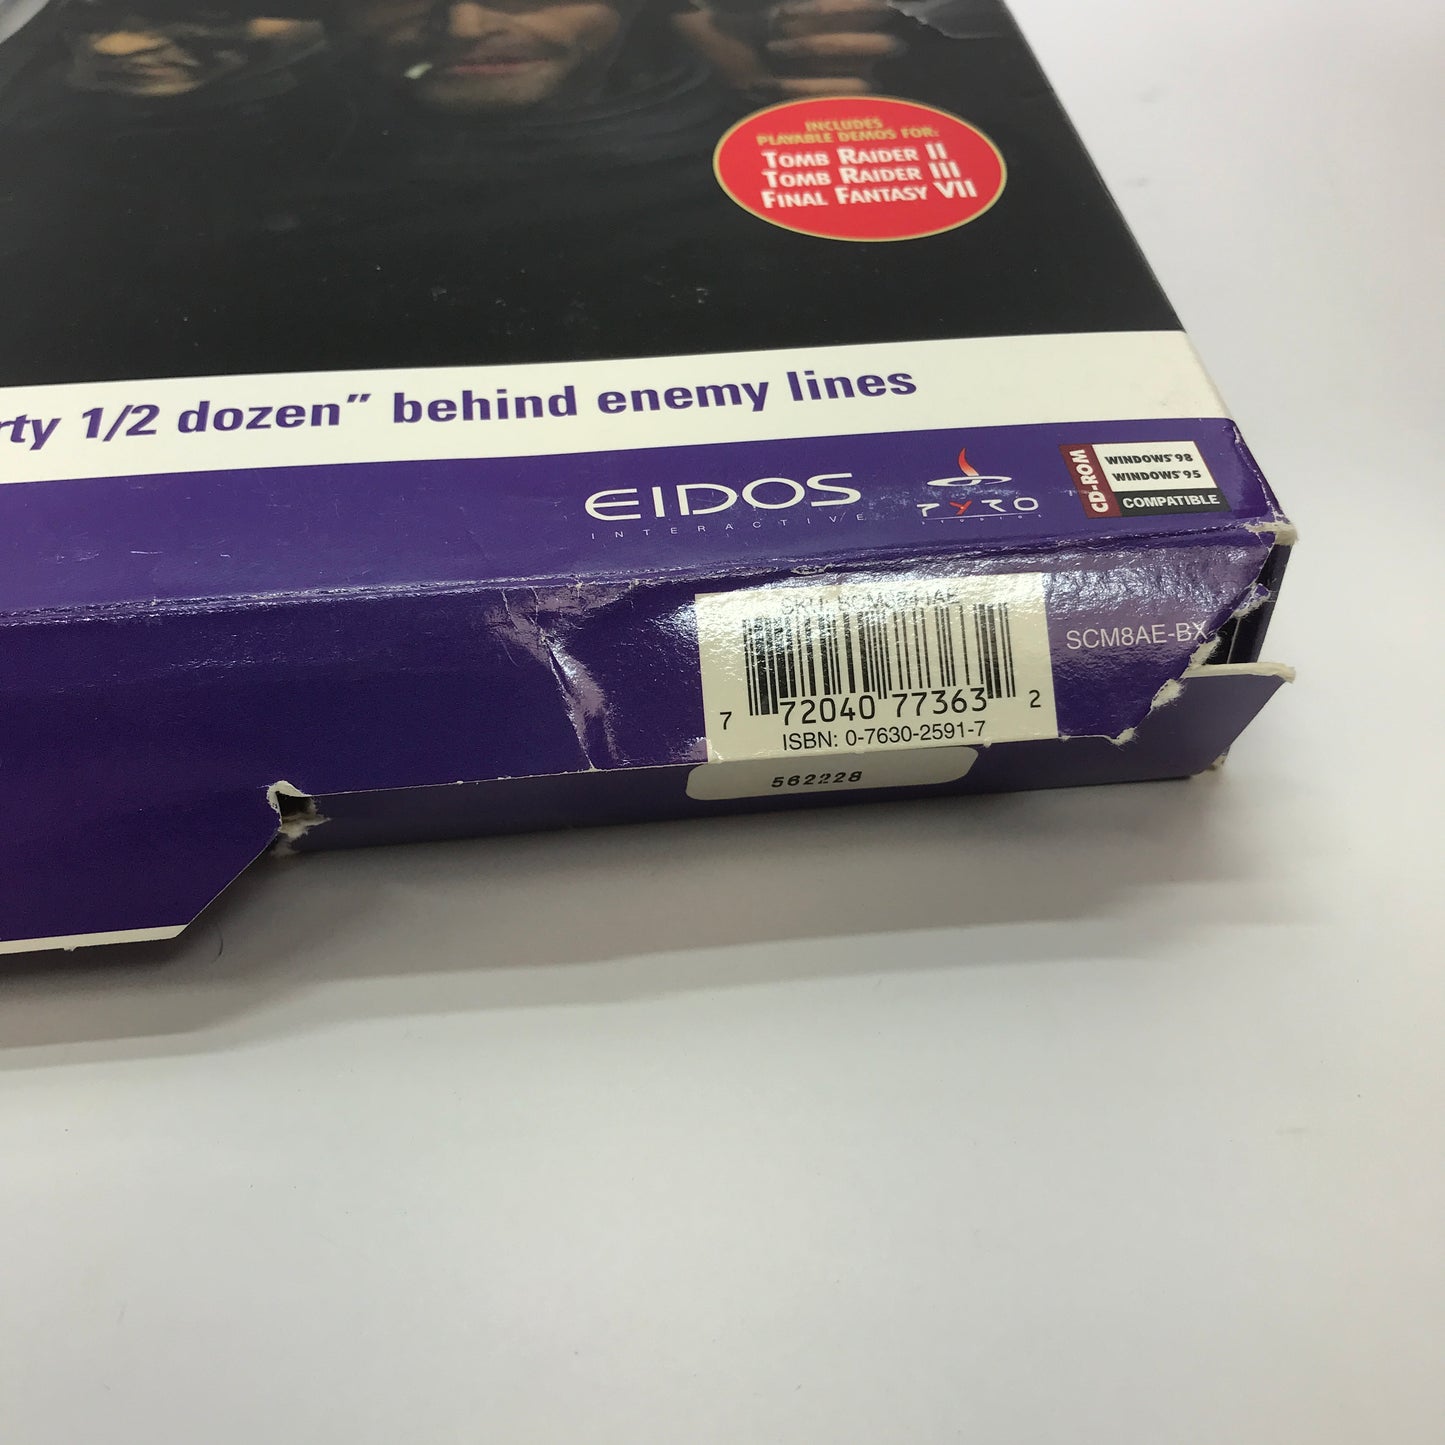 INCLUDES
PLAYABLE DEMOS FOR:
TOMB RAIDER II
TOMB RAIDER III
FINAL FANTASY VII
rty 1/2 dozen” behind enemy lines
EIDOS
INTERACTIVE
PYRO
STUDIOS
CD-ROM
WINDOWS 98
WINDOWS 95
COMPATIBLE
SKU:
SCM8AE-BX
7 72040 77363 2
ISBN: 0-7630-2591-7
562228